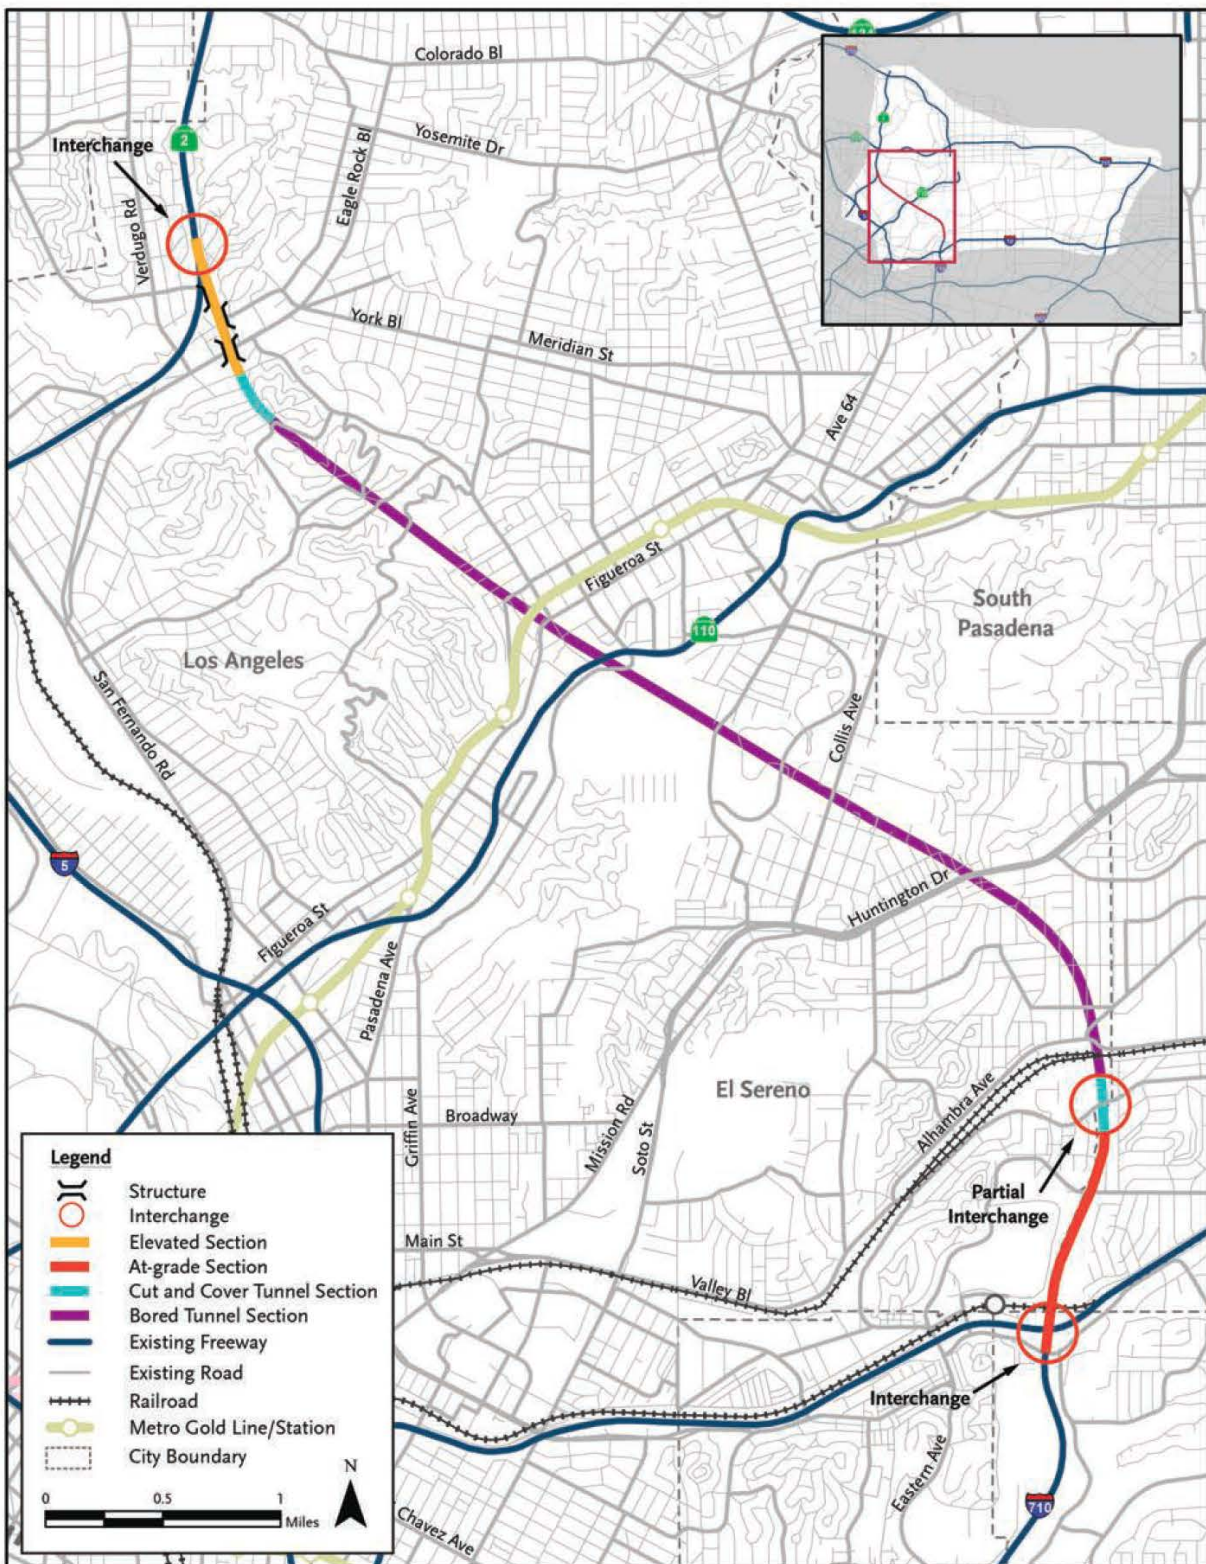 134
Colorado Bl
2
Interchange
Yosemite Dr
Eagle Rock Bl
Verdugo Rd
York Bl
Meridian St
Ave 64
Figueroa St
110
South
Pasadena
Los Angeles
San Fernando Rd
Collis Ave
5
Huntington Dr
Figueroa St
Pasadena Ave
El Sereno
Alhambra Ave
Griffin Ave
Broadway
Mission Rd
Soto St
Partial
Interchange
Main St
Valley Bl
Interchange
Eastern Ave
710
Chavez Ave
Legend
Structure
Interchange
Elevated Section
At-grade Section
Cut and Cover Tunnel Section
Bored Tunnel Section
Existing Freeway
Existing Road
Railroad
Metro Gold Line/Station
City Boundary
N
0 0.5 1
Miles